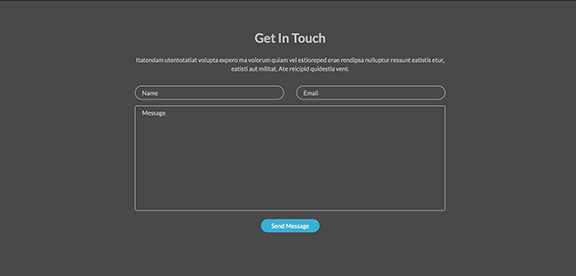 Get In Touch
Itatendam utentotatiat volupta expero ma volorum quiam vel estioreped erae rendipsa nulluptur ressunt eatistis etur,
eatisti aut militat. Ate reicipid quidestia vent.
Name
Email
Message
Send Message